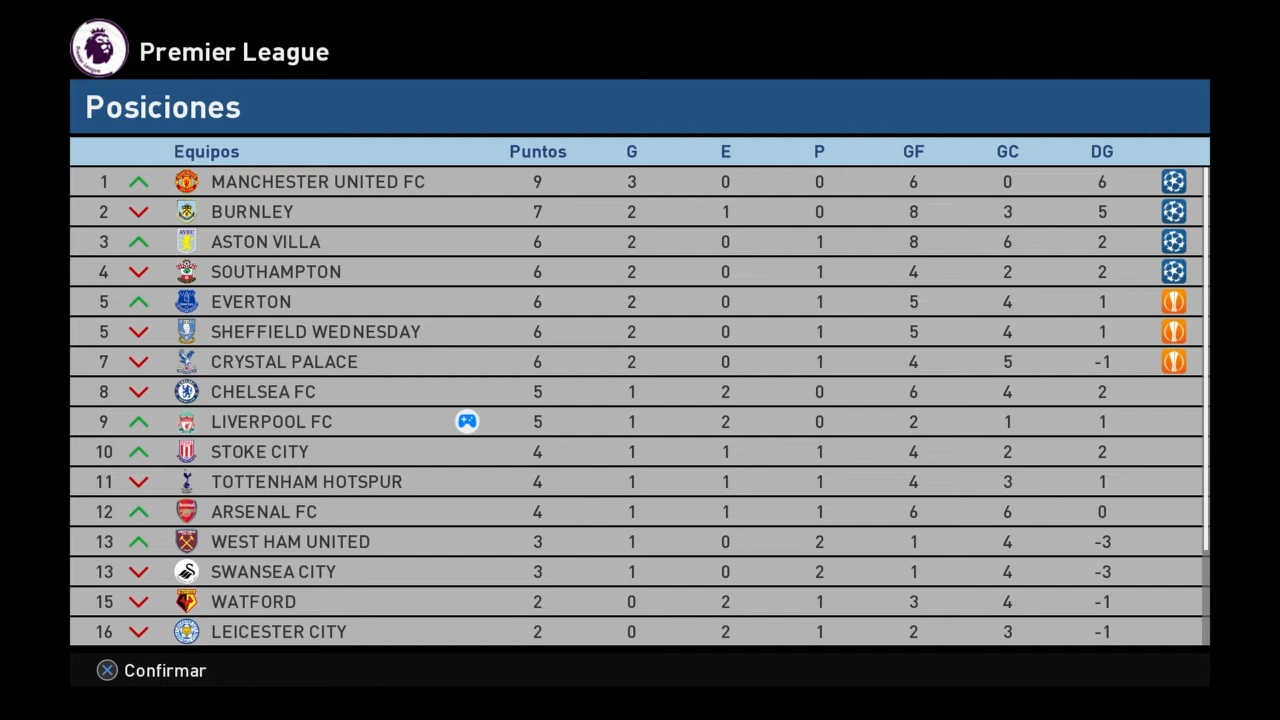 Premier League
Posiciones
Equipos Puntos G E P GF GC DG
1 MANCHESTER UNITED FC 9 3 0 0 6 0 6
2 BURNLEY 7 2 1 0 8 3 5
3 ASTON VILLA 6 2 0 1 8 6 2
4 SOUTHAMPTON 6 2 0 1 4 2 2
5 EVERTON 6 2 0 1 5 4 1
5 SHEFFIELD WEDNESDAY 6 2 0 1 5 4 1
7 CRYSTAL PALACE 6 2 0 1 4 5 -1
8 CHELSEA FC 5 1 2 0 6 4 2
9 LIVERPOOL FC 5 1 2 0 2 1 1
10 STOKE CITY 4 1 1 1 4 2 2
11 TOTTENHAM HOTSPUR 4 1 1 1 4 3 1
12 ARSENAL FC 4 1 1 1 6 6 0
13 WEST HAM UNITED 3 1 0 2 1 4 -3
13 SWANSEA CITY 3 1 0 2 1 4 -3
15 WATFORD 2 0 2 1 3 4 -1
16 LEICESTER CITY 2 0 2 1 2 3 -1
Confirmar